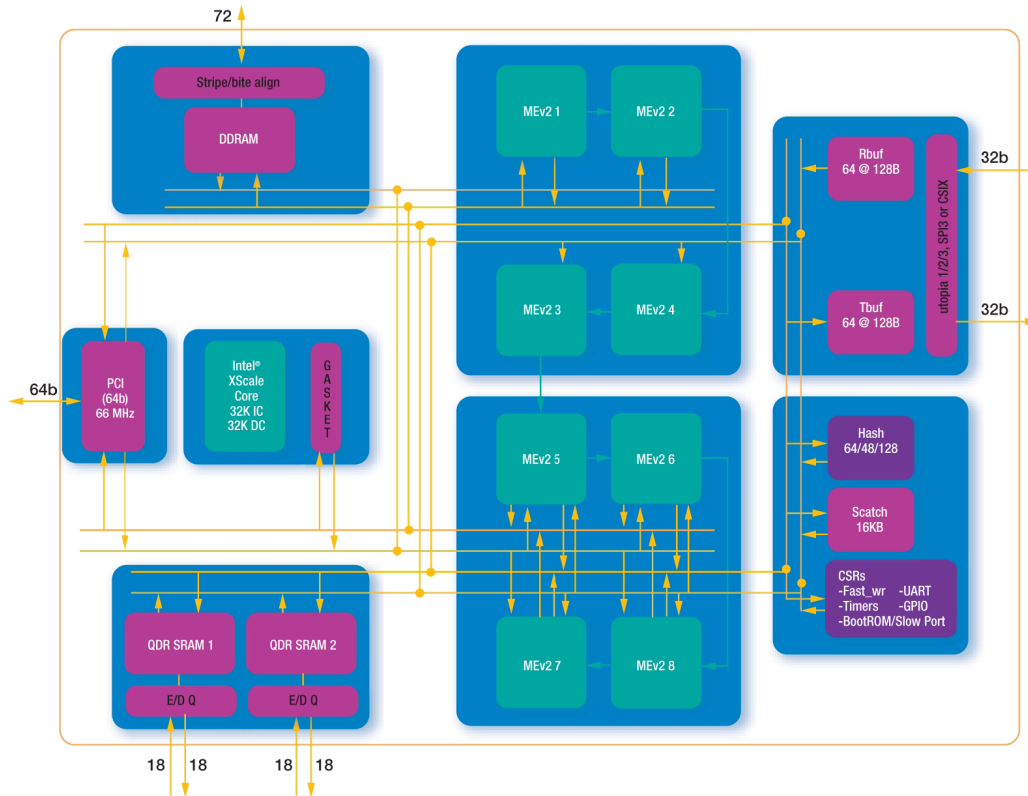 72
Stripe/bite align
DDRAM
MEv2 1
MEv2 2
MEv2 3
MEv2 4
Rbuf
64 @ 128B
Tbuf
64 @ 128B
utopia 1/2/3, SPI3 or CSIX
32b
32b
64b
PCI
(64b)
66 MHz
Intel®
XScale
Core
32K IC
32K DC
GASKET
MEv2 5
MEv2 6
MEv2 7
MEv2 8
Hash
64/48/128
Scatch
16KB
CSRs
-Fast_wr -UART
-Timers -GPIO
-BootROM/Slow Port
QDR SRAM 1
QDR SRAM 2
E/D Q
E/D Q
18
18
18
18